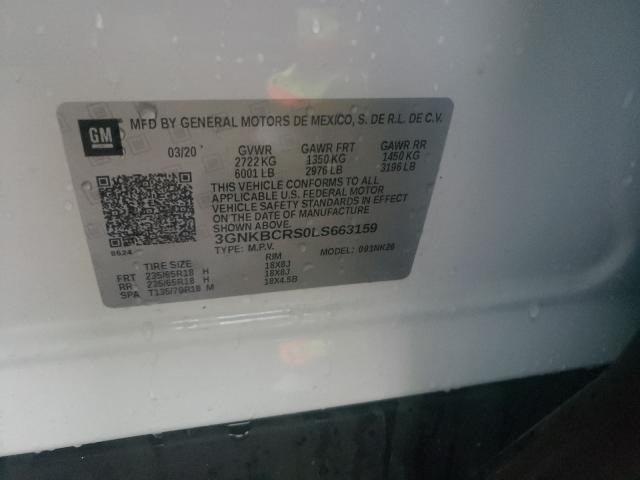 GM
MFD BY GENERAL MOTORS DE MEXICO, S. DE R.L. DE C.V.
03/20 GVWR GAWR FRT GAWR RR
2722 KG 1350 KG 1450 KG
6001 LB 2976 LB 3196 LB
THIS VEHICLE CONFORMS TO ALL
APPLICABLE U.S. FEDERAL MOTOR
VEHICLE SAFETY STANDARDS IN EFFECT
ON THE DATE OF MANUFACTURE
SHOWN ABOVE.
3GNKBCRS0LS663159
TYPE: M.P.V. MODEL: 091NK26
8624
TIRE SIZE RIM
FRT 235/65R18 H 18X8J
RR 235/65R18 H 18X8J
SPA T135/70R18 M 18X4.5B